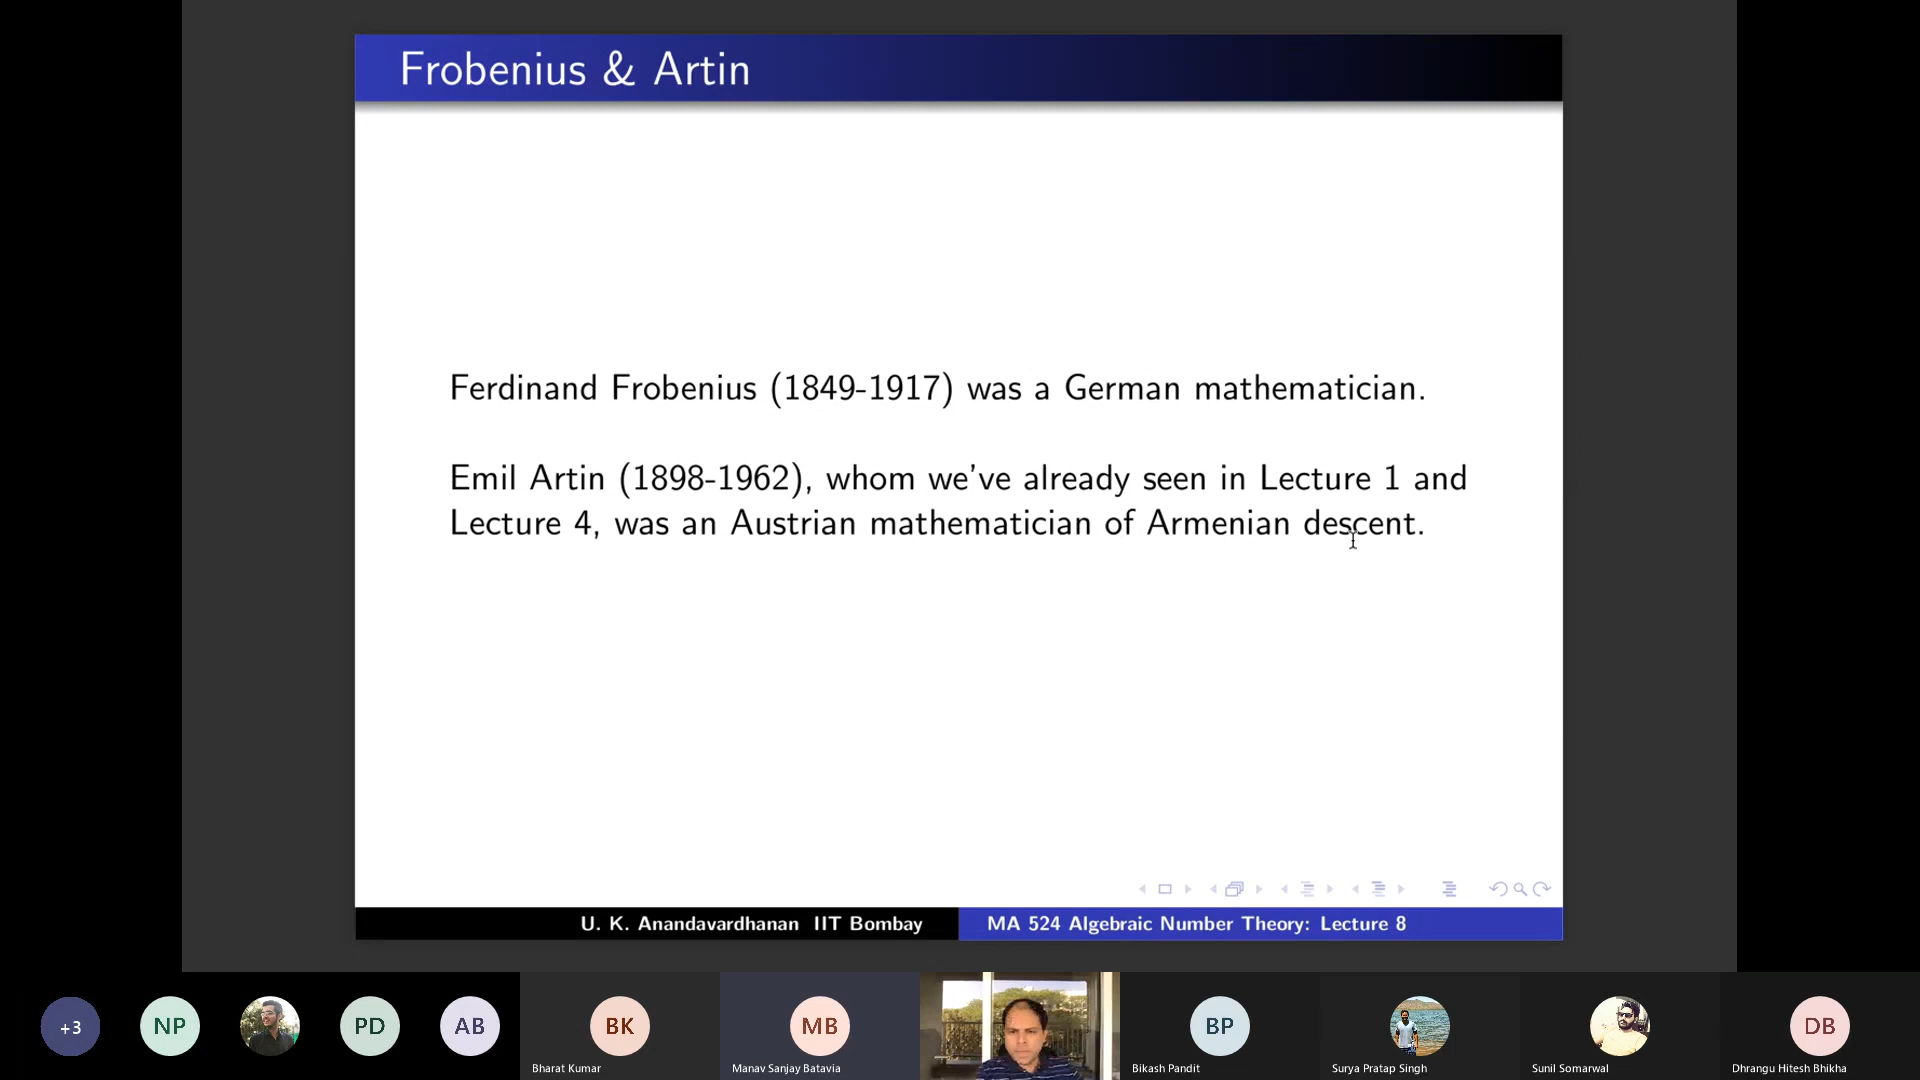 Frobenius & Artin
Ferdinand Frobenius (1849-1917) was a German mathematician.
Emil Artin (1898-1962), whom we've already seen in Lecture 1 and
Lecture 4, was an Austrian mathematician of Armenian descent.
U. K. Anandavardhanan IIT Bombay
MA 524 Algebraic Number Theory: Lecture 8
+3
NP
PD
AB
BK
MB
BP
DB
Bharat Kumar
Manav Sanjay Batavia
Bikash Pandit
Surya Pratap Singh
Sunil Somarwal
Dhrangu Hitesh Bhikha